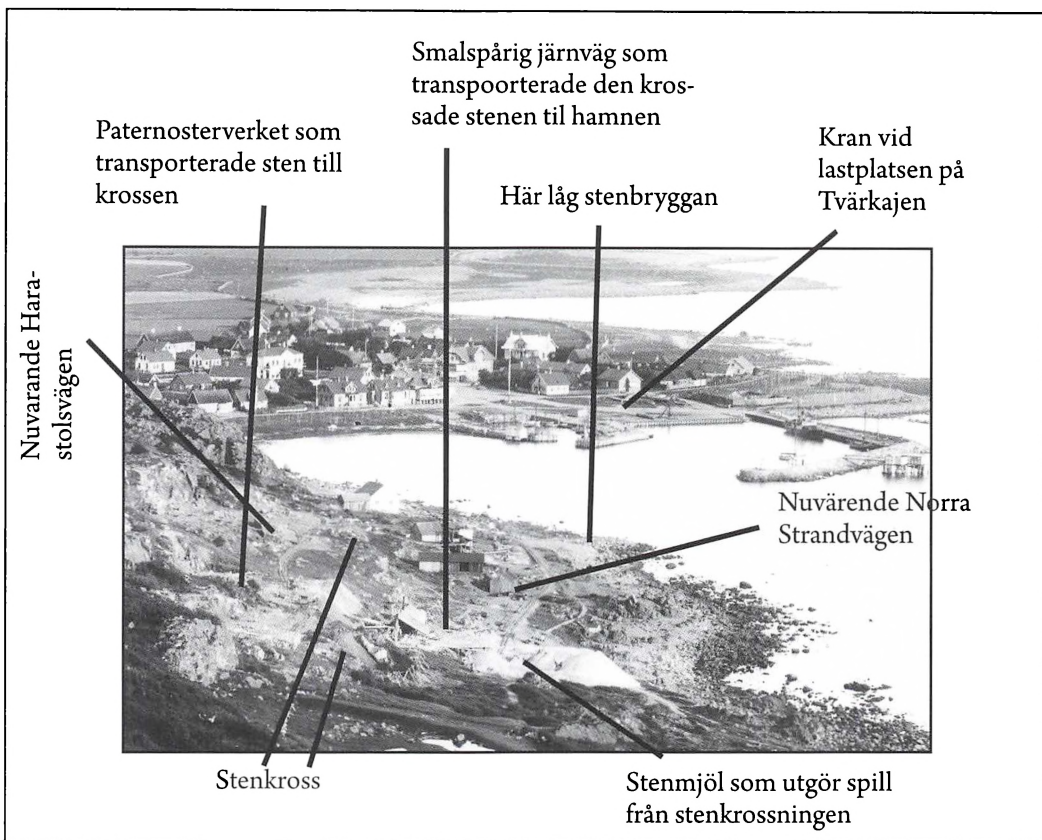 Smalspårig järnväg som
transpoorterade den kros-
sade stenen til hamnen
Paternosterverket som
transporterade sten till
krossen
Kran vid
lastplatsen på
Tvärkajen
Här låg stenbryggan
Nuvarande Hara-
stolsvägen
Nuvärende Norra
Strandvägen
Stenkross
Stenmjöl som utgör spill
från stenkrossningen